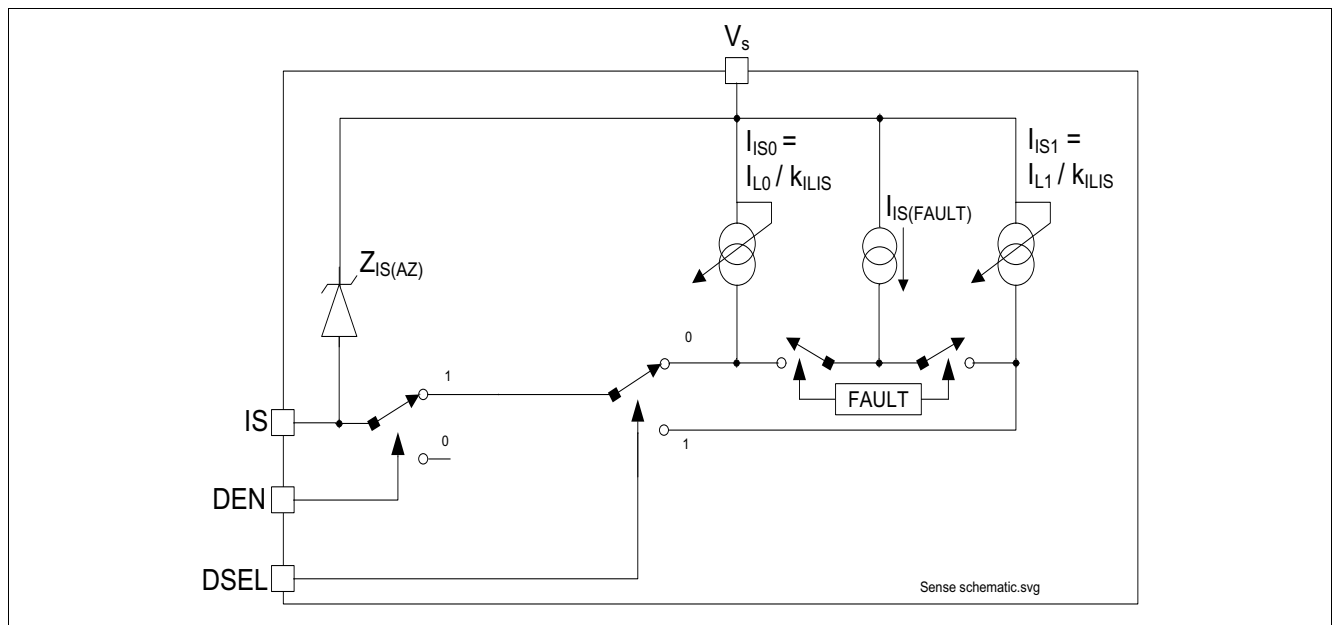 Vs
IIS0 =
IL0 / kILIS
IIS1 =
IL1 / kILIS
IIS(FAULT)
ZIS(AZ)
0
1
FAULT
IS
0
1
DEN
DSEL
Sense schematic.svg